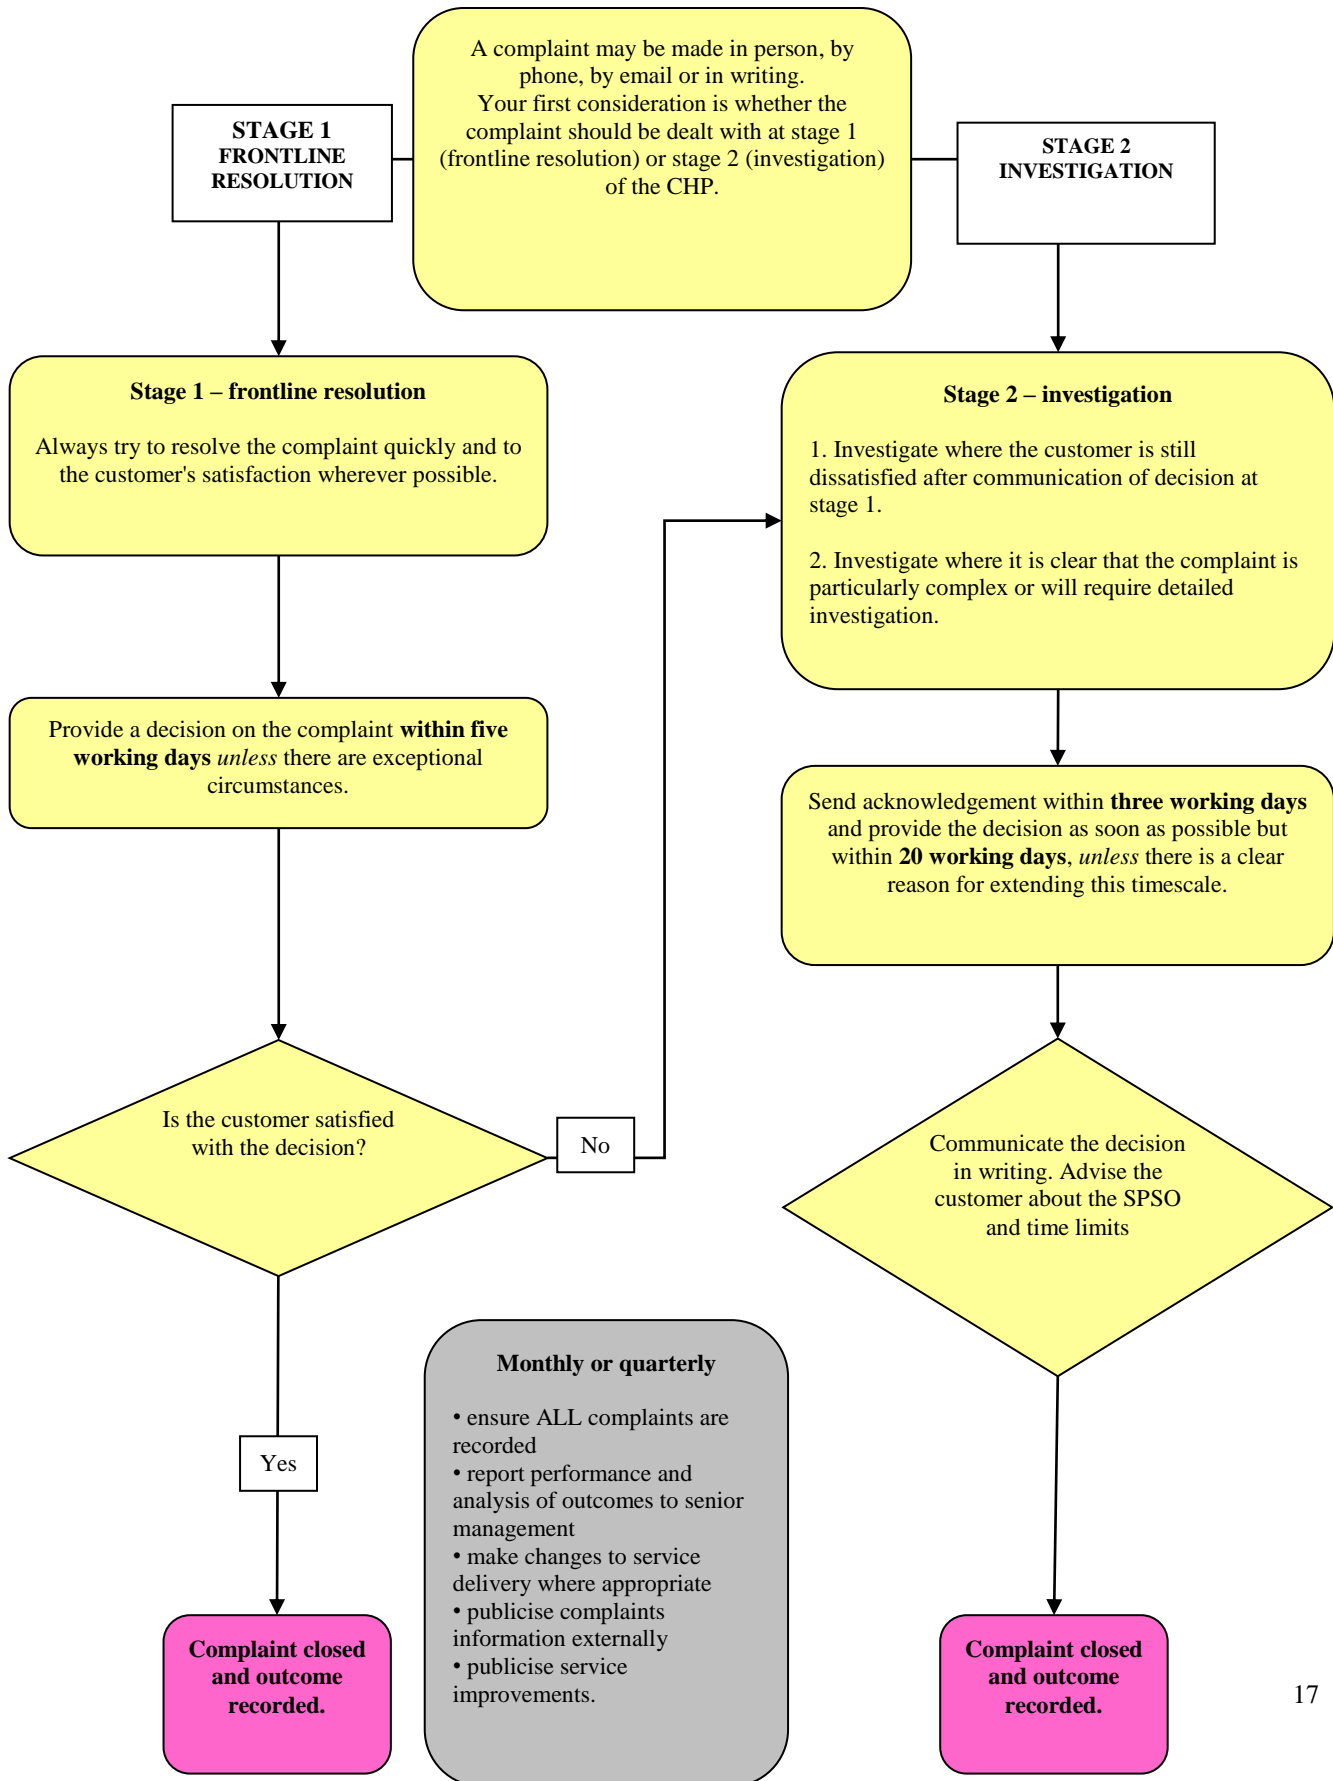 A complaint may be made in person, by
phone, by email or in writing.
Your first consideration is whether the
complaint should be dealt with at stage 1
(frontline resolution) or stage 2 (investigation)
of the CHP.
STAGE 1
FRONTLINE
RESOLUTION
STAGE 2
INVESTIGATION
Stage 1 – frontline resolution
Always try to resolve the complaint quickly and to
the customer's satisfaction wherever possible.
Provide a decision on the complaint within five
working days unless there are exceptional
circumstances.
Is the customer satisfied
with the decision?
No
Yes
Complaint closed
and outcome
recorded.
Stage 2 – investigation
1. Investigate where the customer is still
dissatisfied after communication of decision at
stage 1.
2. Investigate where it is clear that the complaint is
particularly complex or will require detailed
investigation.
Send acknowledgement within three working days
and provide the decision as soon as possible but
within 20 working days, unless there is a clear
reason for extending this timescale.
Communicate the decision
in writing. Advise the
customer about the SPSO
and time limits
Complaint closed
and outcome
recorded.
Monthly or quarterly
• ensure ALL complaints are
recorded
• report performance and
analysis of outcomes to senior
management
• make changes to service
delivery where appropriate
• publicise complaints
information externally
• publicise service
improvements.
17